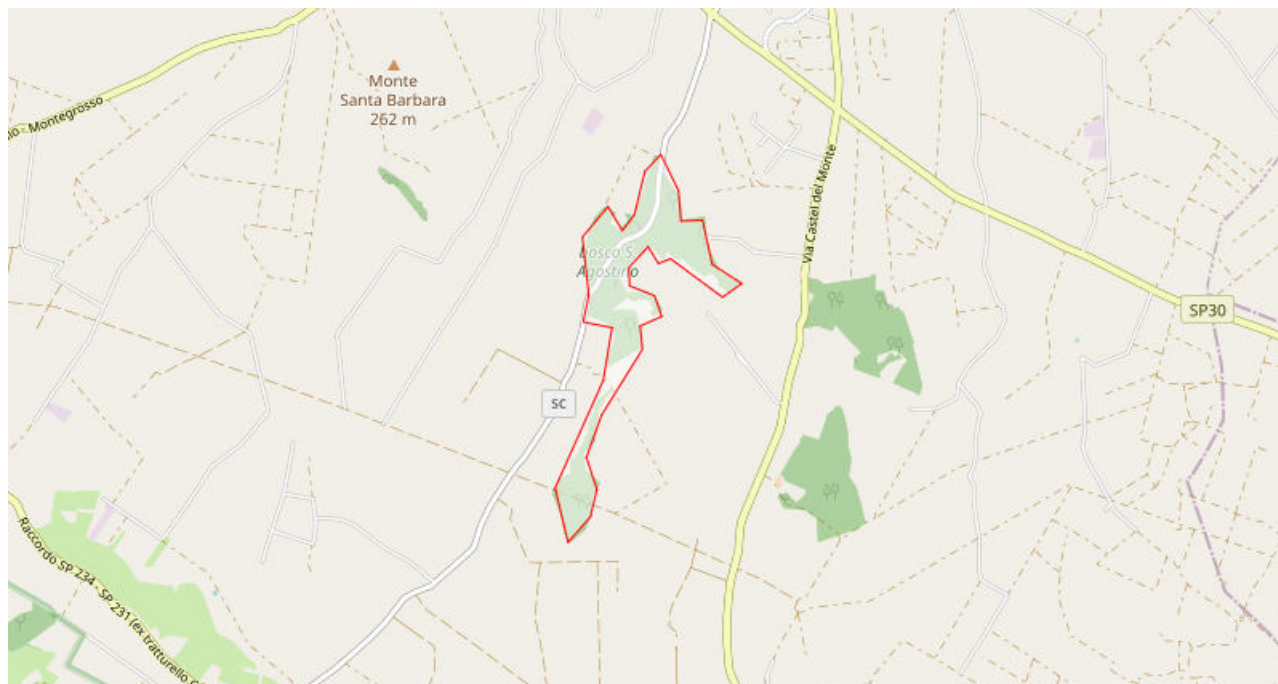 Monte
Santa Barbara
262 m
- Montegrosso
Via Castel del Monte
Bosco S.
Agostino
SP30
SC
Raccordo SP 234 - SP 231 (ex tratturello